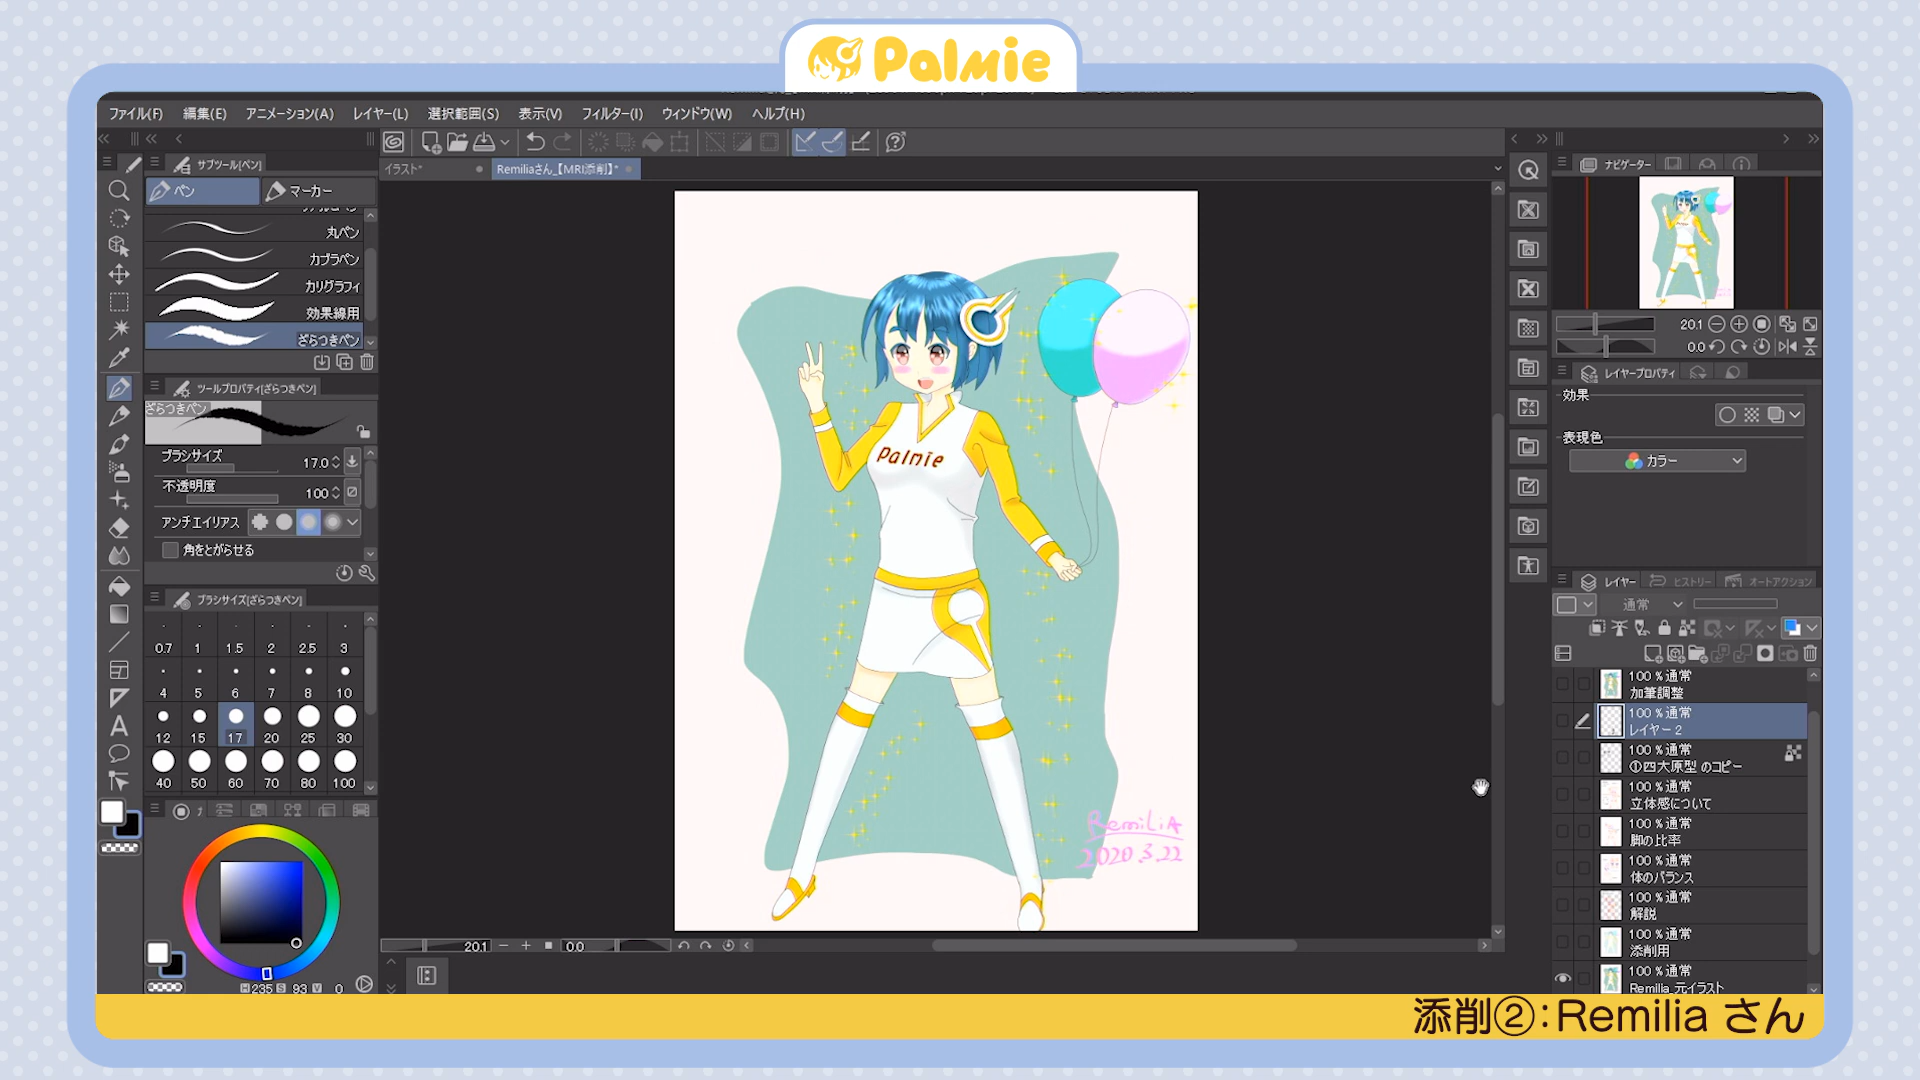 Palmie
ファイル(F) 編集(E) アニメーション(A) レイヤー(L) 選択範囲(S) 表示(V) フィルター(I) ウィンドウ(W) ヘルプ(H)
サブツール[ペン]
ペン
マーカー
丸ペン
カブラペン
カリグラフィ
効果線用
ざらつきペン
ツールプロパティ[ざらつきペン]
ざらつきペン
ブラシサイズ 17.0
不透明度 100
アンチエイリアス
角をとがらせる
ブラシサイズ[ざらつきペン]
0.7 1 1.5 2 2.5 3
4 5 6 7 8 10
12 15 17 20 25 30
40 50 60 70 80 100
H 235 S 93 V 0
イラスト*
Remiliaさん_【MRI添削】*
Palmie
RemiliA
2020.3.22
20.1
0.0
ナビゲーター
20.1
0.0
レイヤープロパティ
効果
表現色
カラー
レイヤー ヒストリー オートアクション
通常
100 %通常
加筆調整
100 %通常
レイヤー 2
100 %通常
①四大原型 のコピー
100 %通常
立体感について
100 %通常
脚の比率
100 %通常
体のバランス
100 %通常
解説
100 %通常
添削用
100 %通常
Remilia_元イラスト
添削②:Remilia さん